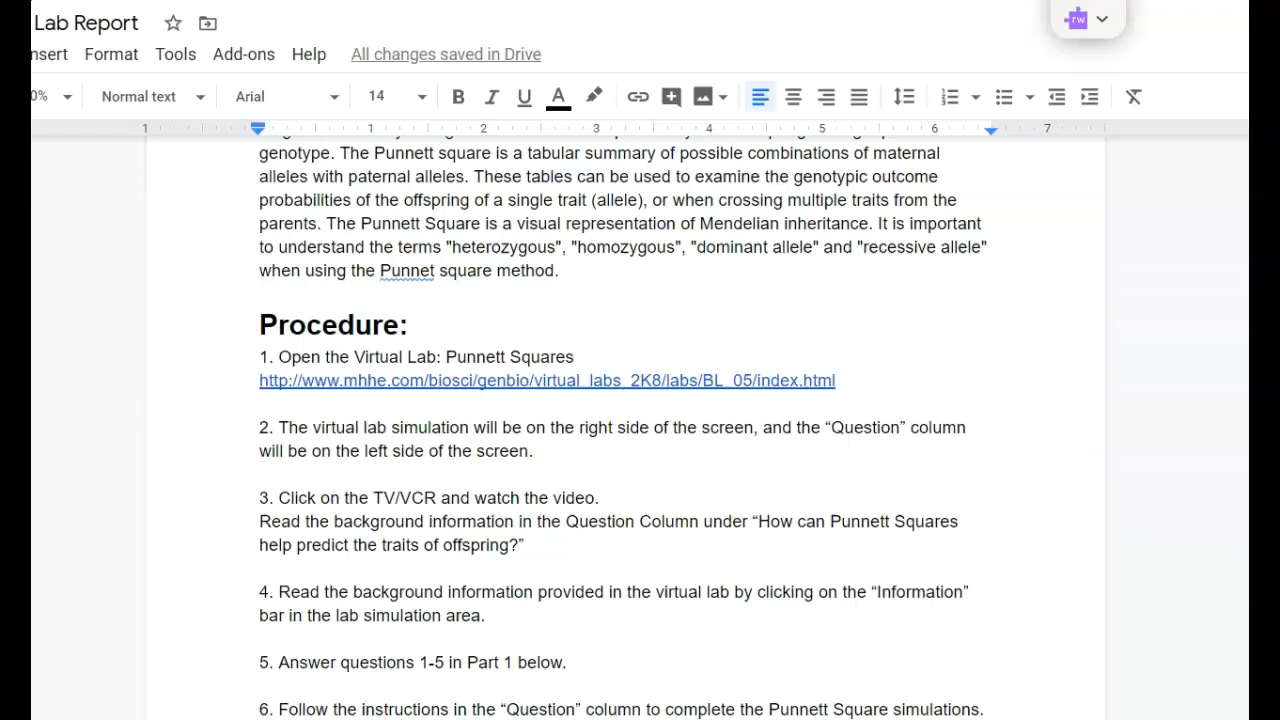 Lab Report
nsert Format Tools Add-ons Help All changes saved in Drive
rw
0% Normal text Arial 14 B I U A
1 1 2 3 4 5 6 7
genotype. The Punnett square is a tabular summary of possible combinations of maternal
alleles with paternal alleles. These tables can be used to examine the genotypic outcome
probabilities of the offspring of a single trait (allele), or when crossing multiple traits from the
parents. The Punnett Square is a visual representation of Mendelian inheritance. It is important
to understand the terms "heterozygous", "homozygous", "dominant allele" and "recessive allele"
when using the Punnet square method.
Procedure:
1. Open the Virtual Lab: Punnett Squares
http://www.mhhe.com/biosci/genbio/virtual_labs_2K8/labs/BL_05/index.html
2. The virtual lab simulation will be on the right side of the screen, and the “Question” column
will be on the left side of the screen.
3. Click on the TV/VCR and watch the video.
Read the background information in the Question Column under “How can Punnett Squares
help predict the traits of offspring?”
4. Read the background information provided in the virtual lab by clicking on the “Information”
bar in the lab simulation area.
5. Answer questions 1-5 in Part 1 below.
6. Follow the instructions in the “Question” column to complete the Punnett Square simulations.